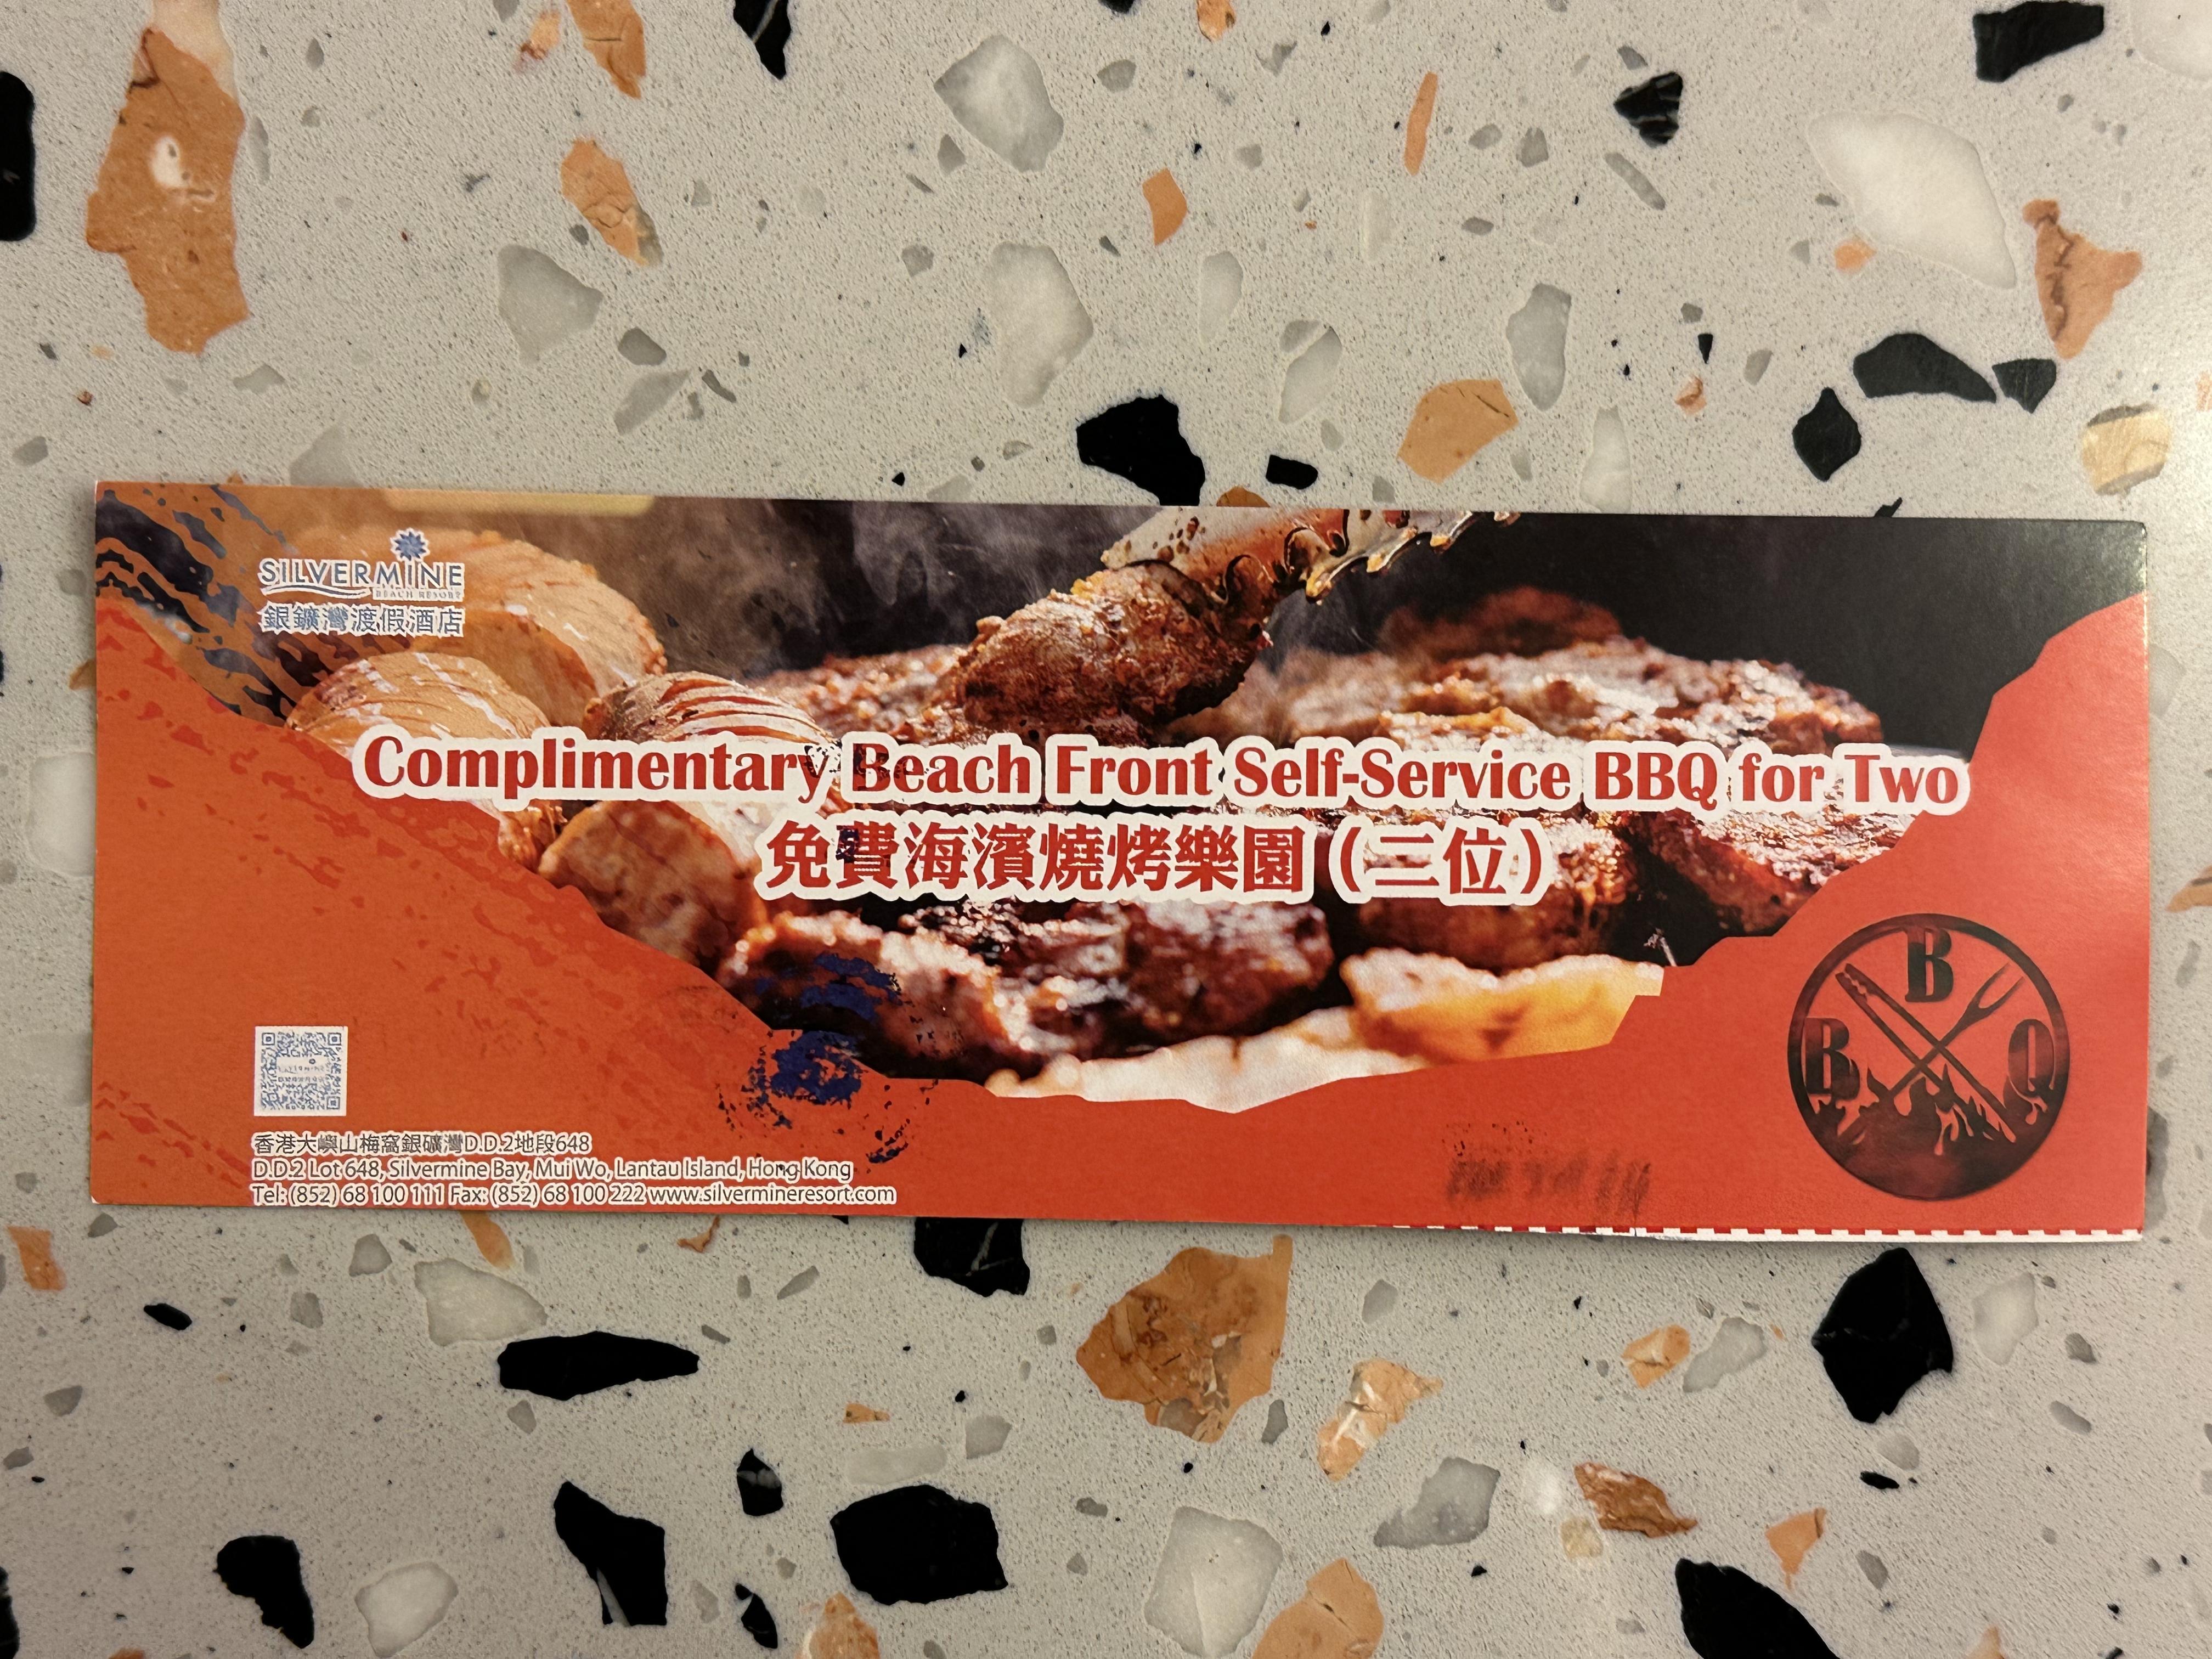 SILVERMINE
BEACH RESORT
銀鑛灣渡假酒店
Complimentary Beach Front Self-Service BBQ for Two
免費海濱燒烤樂園（二位）
B
B Q
香港大嶼山梅窩銀礦灣D.D.2地段648
D.D.2 Lot 648, Silvermine Bay, Mui Wo, Lantau Island, Hong Kong
Tel: (852) 68 100 111 Fax: (852) 68 100 222 www.silvermineresort.com